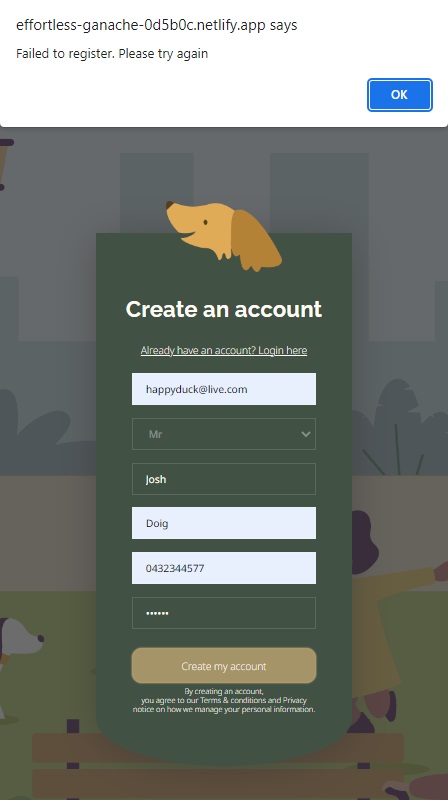 effortless-ganache-0d5b0c.netlify.app says
Failed to register. Please try again
OK
Create an account
Already have an account? Login here
happyduck@live.com
Mr
Josh
Doig
0432344577
••••••
Create my account
By creating an account,
you agree to our Terms & conditions and Privacy
notice on how we manage your personal information.